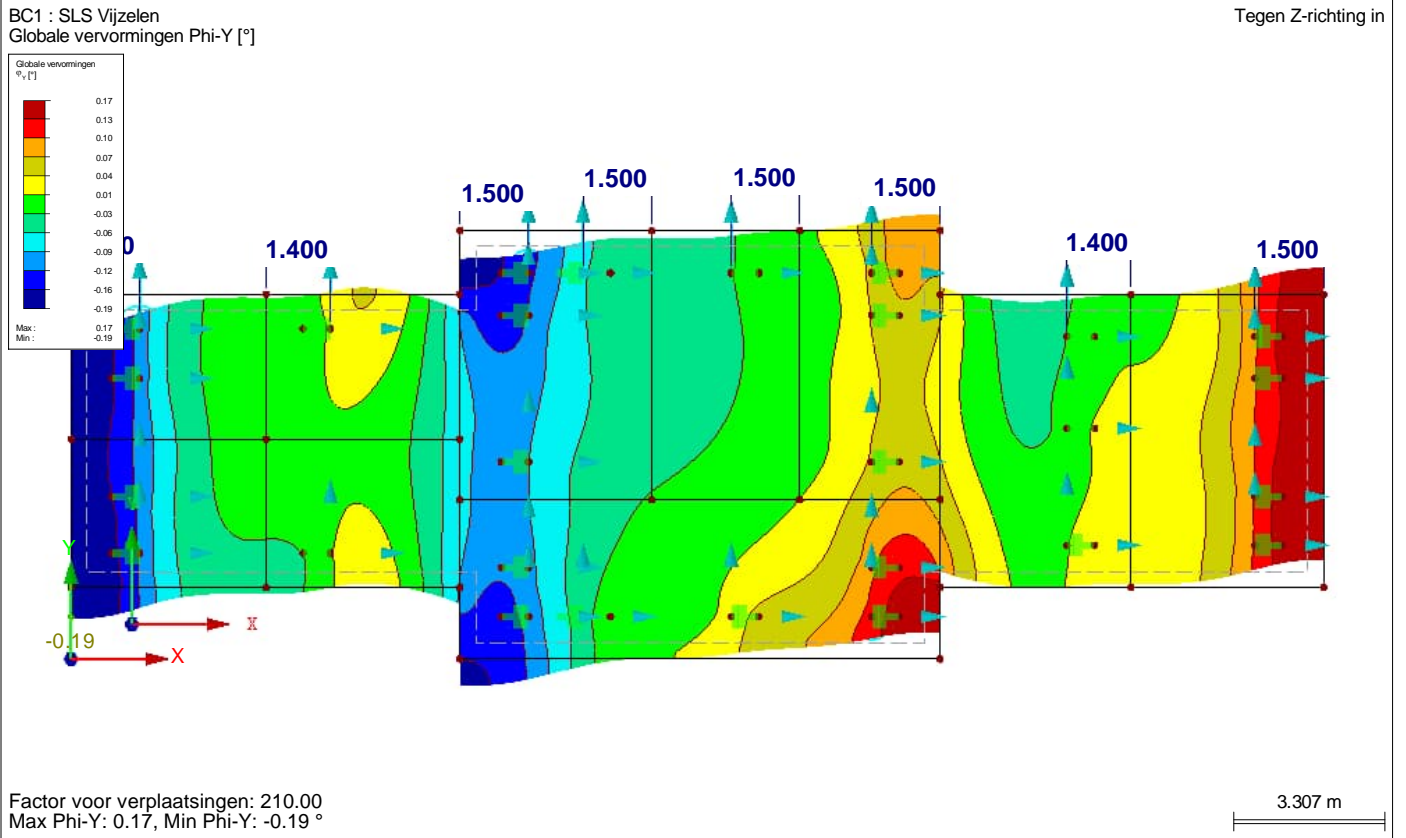 BC1 : SLS Vijzelen
Tegen Z-richting in
Globale vervormingen Phi-Y [°]
Globale vervormingen
φY [°]
0.17
0.13
0.10
0.07
0.04
0.01
-0.03
-0.06
-0.09
-0.12
-0.16
-0.19
Max : 0.17
Min : -0.19
0
1.400
1.500
1.500
1.500
1.500
1.400
1.500
Y
X
-0.19
X
Factor voor verplaatsingen: 210.00
Max Phi-Y: 0.17, Min Phi-Y: -0.19 °
3.307 m